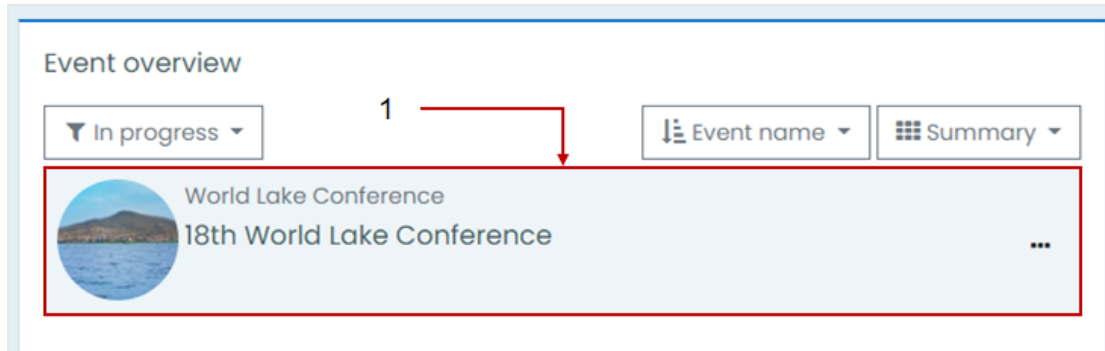 Event overview
1
In progress
Event name
Summary
World Lake Conference
18th World Lake Conference